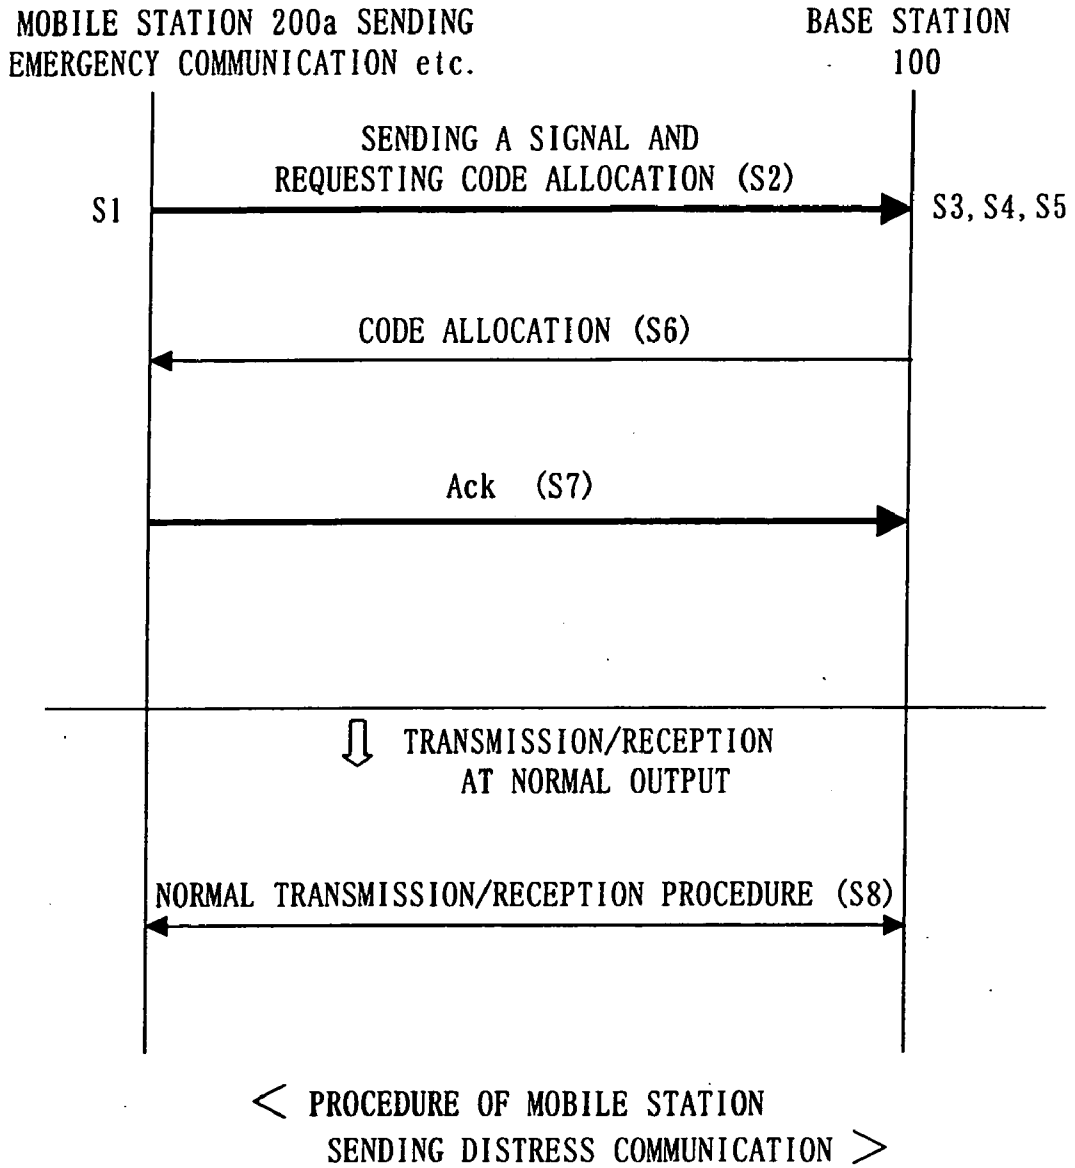 MOBILE STATION 200a SENDING
EMERGENCY COMMUNICATION etc.
BASE STATION
100
SENDING A SIGNAL AND
REQUESTING CODE ALLOCATION (S2)
S1
S3, S4, S5
CODE ALLOCATION (S6)
Ack (S7)
TRANSMISSION/RECEPTION
AT NORMAL OUTPUT
NORMAL TRANSMISSION/RECEPTION PROCEDURE (S8)
< PROCEDURE OF MOBILE STATION
SENDING DISTRESS COMMUNICATION >